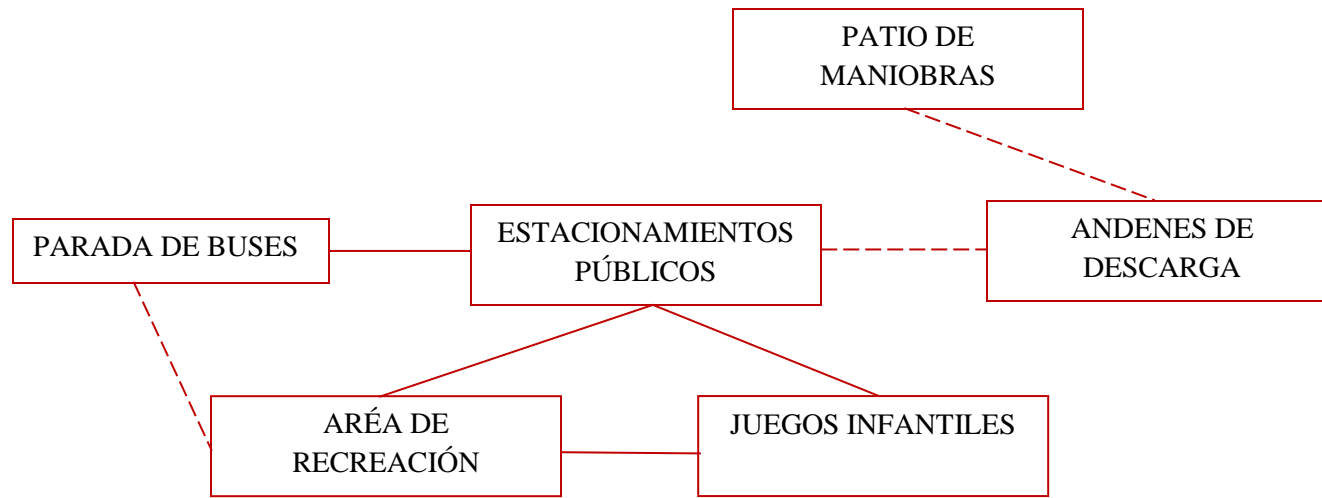 PATIO DE
MANIOBRAS
PARADA DE BUSES
ESTACIONAMIENTOS
PÚBLICOS
ANDENES DE
DESCARGA
ARÉA DE
RECREACIÓN
JUEGOS INFANTILES